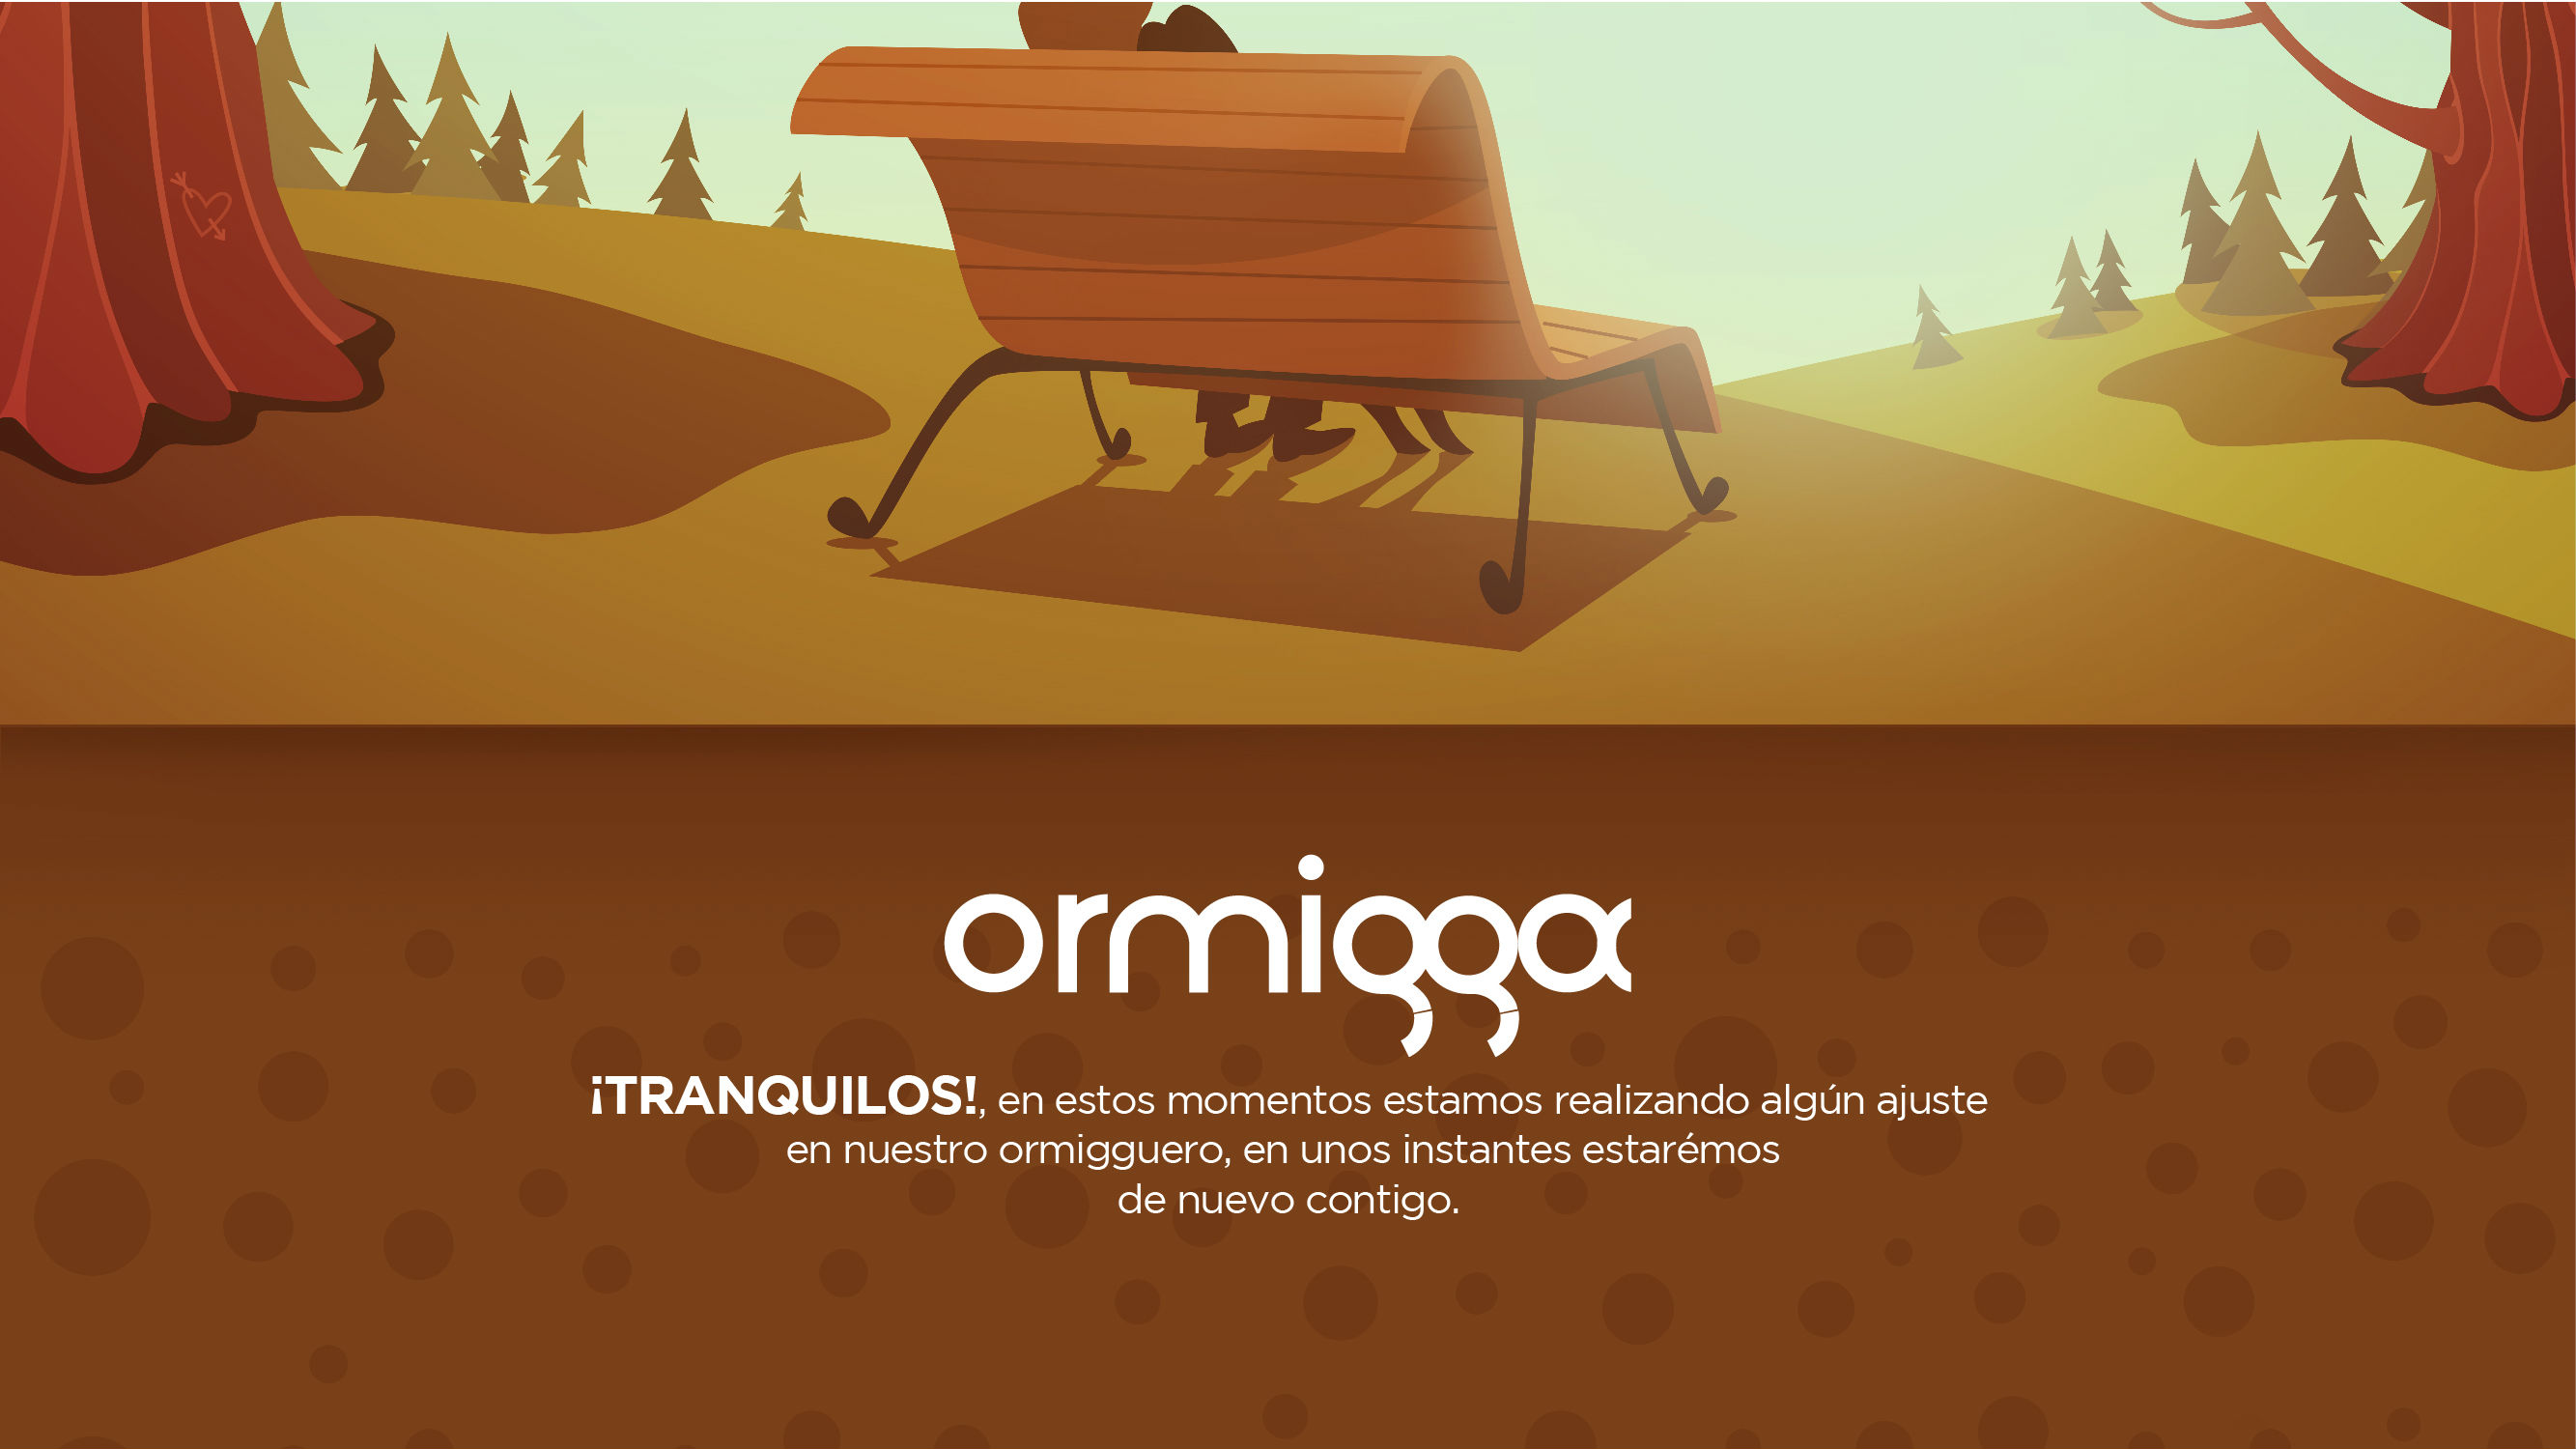 ormigga
¡TRANQUILOS!, en estos momentos estamos realizando algún ajuste
en nuestro ormigguero, en unos instantes estarémos
de nuevo contigo.